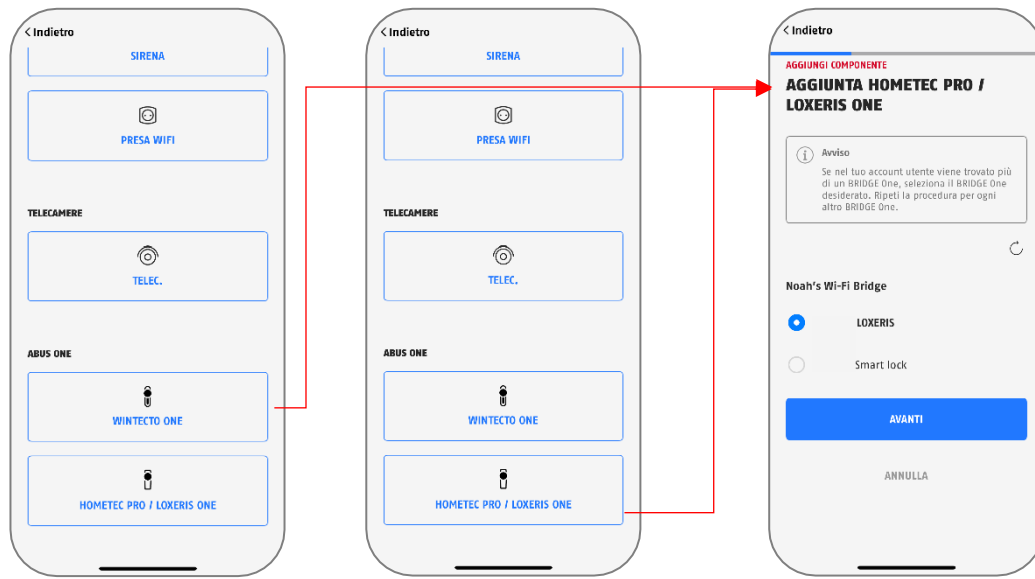 Indietro
SIRENA
PRESA WIFI
TELECAMERE
TELEC.
ABUS ONE
WINTECTO ONE
HOMETEC PRO / LOXERIS ONE
Indietro
SIRENA
PRESA WIFI
TELECAMERE
TELEC.
ABUS ONE
WINTECTO ONE
HOMETEC PRO / LOXERIS ONE
Indietro
AGGIUNGI COMPONENTE
AGGIUNTA HOMETEC PRO /
LOXERIS ONE
Avviso
Se nel tuo account utente viene trovato più
di un BRIDGE One, seleziona il BRIDGE One
desiderato. Ripeti la procedura per ogni
altro BRIDGE One.
Noah's Wi-Fi Bridge
LOXERIS
Smart lock
AVANTI
ANNULLA